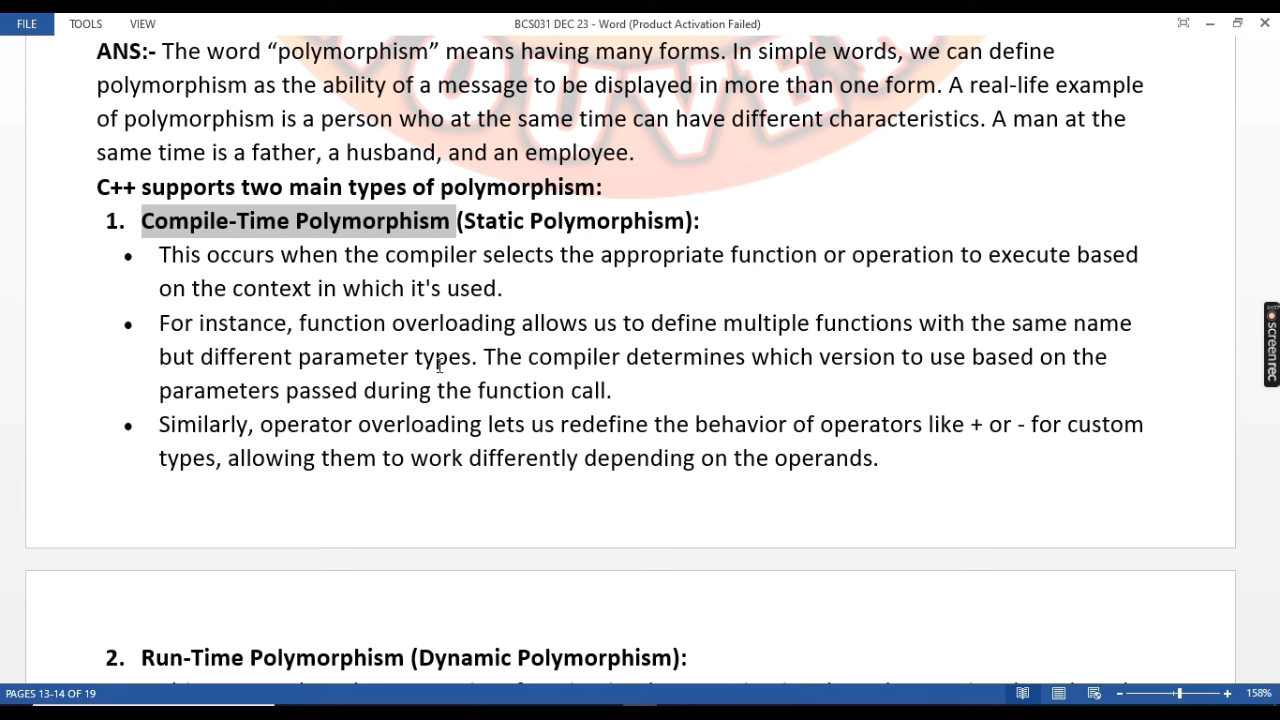 FILE TOOLS VIEW BCS031 DEC 23 - Word (Product Activation Failed)
ANS:- The word “polymorphism” means having many forms. In simple words, we can define
polymorphism as the ability of a message to be displayed in more than one form. A real-life example
of polymorphism is a person who at the same time can have different characteristics. A man at the
same time is a father, a husband, and an employee.
C++ supports two main types of polymorphism:
1. Compile-Time Polymorphism (Static Polymorphism):
• This occurs when the compiler selects the appropriate function or operation to execute based
on the context in which it's used.
• For instance, function overloading allows us to define multiple functions with the same name
but different parameter types. The compiler determines which version to use based on the
parameters passed during the function call.
• Similarly, operator overloading lets us redefine the behavior of operators like + or - for custom
types, allowing them to work differently depending on the operands.
2. Run-Time Polymorphism (Dynamic Polymorphism):
screenrec
PAGES 13-14 OF 19 158%